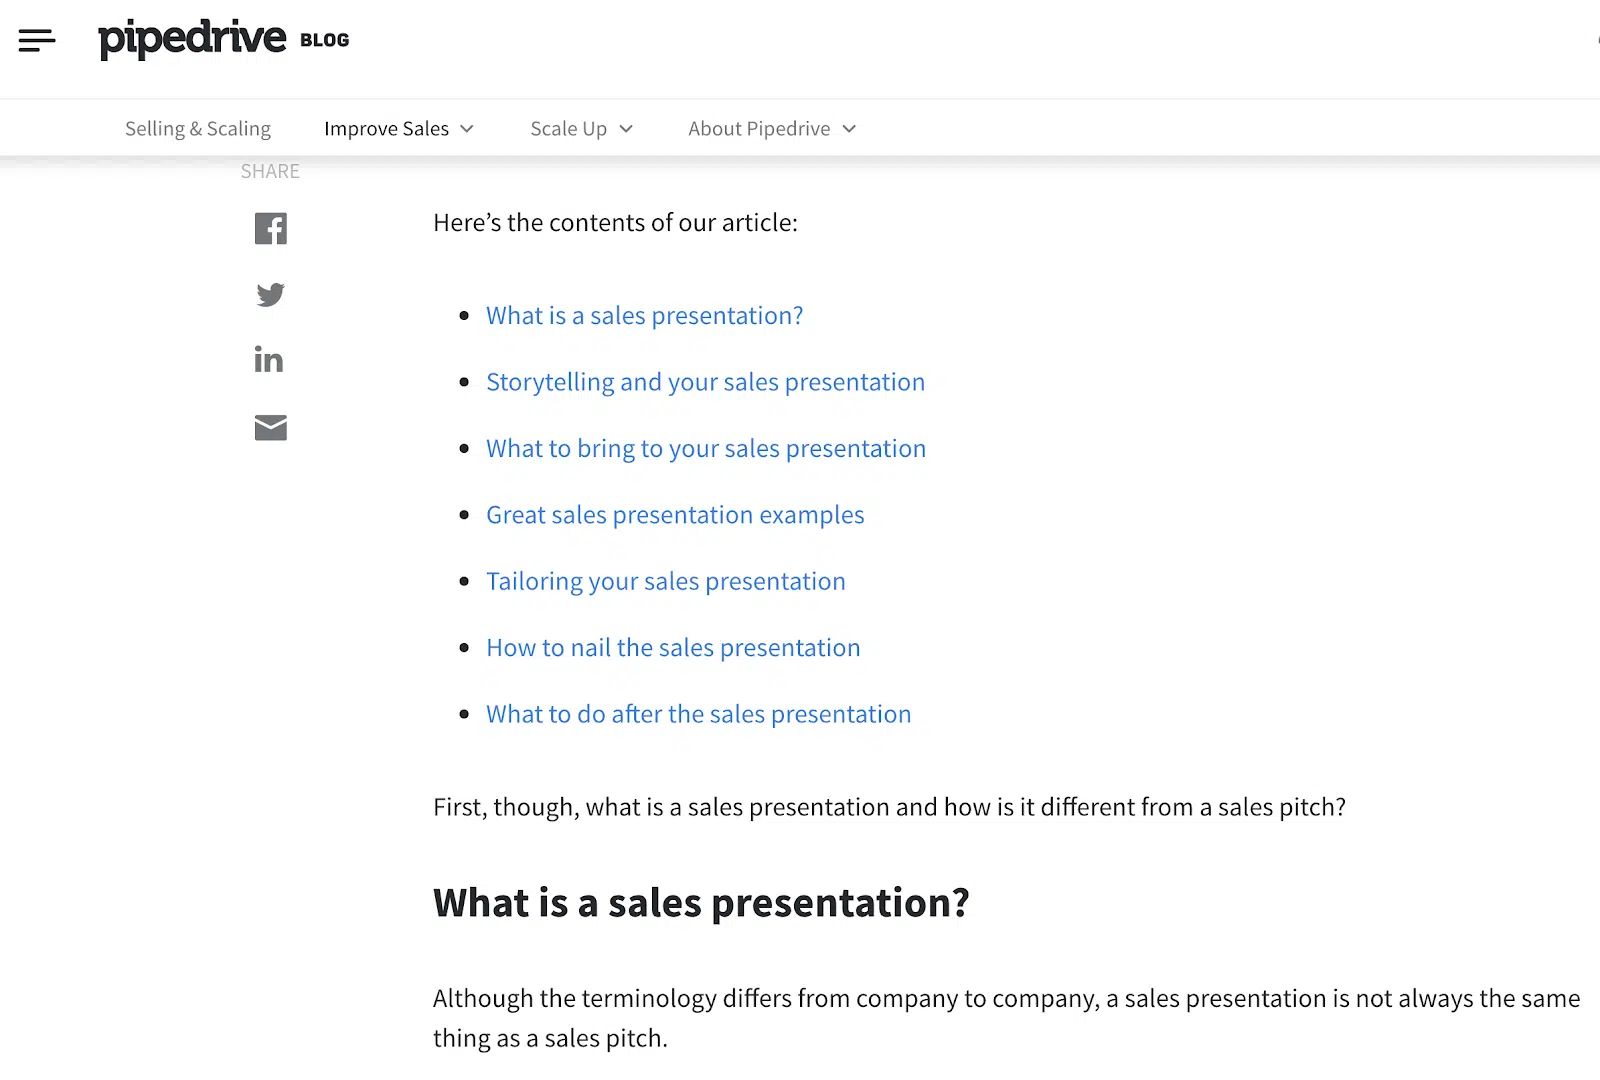 pipedrive BLOG
Selling & Scaling Improve Sales Scale Up About Pipedrive
SHARE
Here’s the contents of our article:
What is a sales presentation?
Storytelling and your sales presentation
What to bring to your sales presentation
Great sales presentation examples
Tailoring your sales presentation
How to nail the sales presentation
What to do after the sales presentation
First, though, what is a sales presentation and how is it different from a sales pitch?
What is a sales presentation?
Although the terminology differs from company to company, a sales presentation is not always the same
thing as a sales pitch.